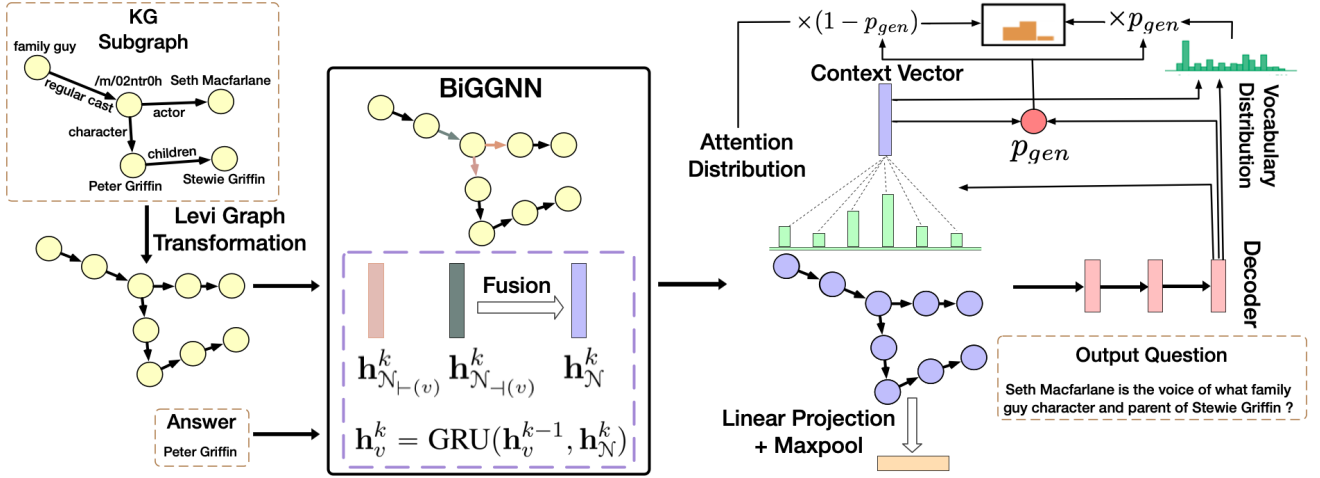 KG
Subgraph
family guy
/m/02ntr0h
Seth Macfarlane
regular cast
actor
character
children
Peter Griffin
Stewie Griffin
Levi Graph
Transformation
Answer
Peter Griffin
BiGGNN
Fusion
h^k_{N_{⊢(v)}}
h^k_{N_{⊣(v)}}
h^k_N
h^k_v = GRU(h^{k-1}_v, h^k_N)
×(1 − p_gen)
×p_gen
Context Vector
Attention
Distribution
p_gen
Vocabulary
Distribution
Decoder
Linear Projection
+ Maxpool
Output Question
Seth Macfarlane is the voice of what family
guy character and parent of Stewie Griffin ?